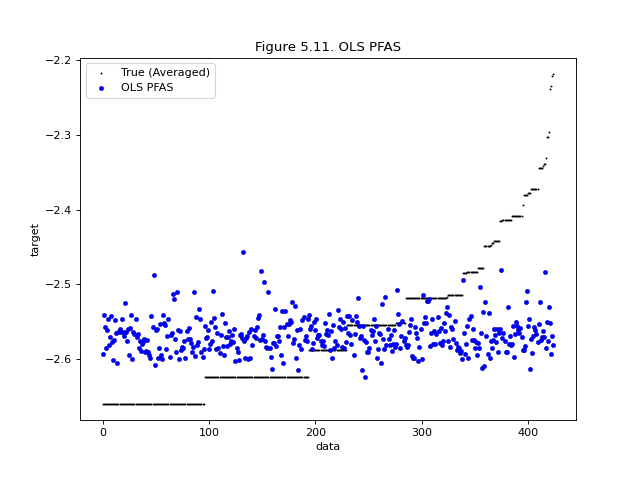 Figure 5.11. OLS PFAS
True (Averaged)
OLS PFAS
−2.2
−2.3
−2.4
−2.5
−2.6
target
0 100 200 300 400
data